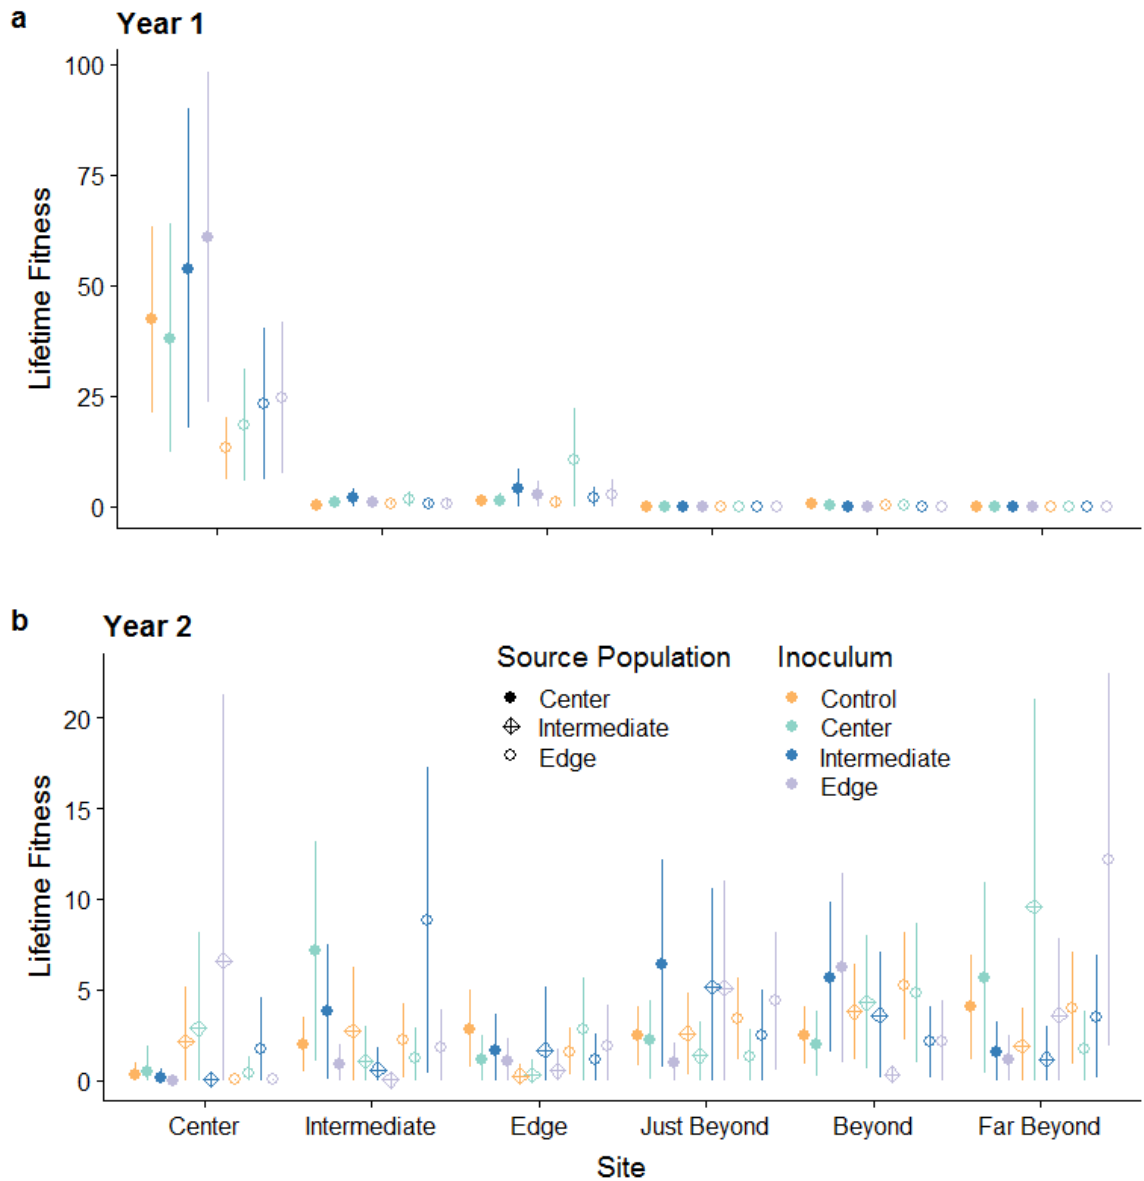 a
Year 1
100
75
50
25
0
Lifetime Fitness
b
Year 2
Source Population
Center
Intermediate
Edge
Inoculum
Control
Center
Intermediate
Edge
20
15
10
5
0
Lifetime Fitness
Center Intermediate Edge Just Beyond Beyond Far Beyond
Site